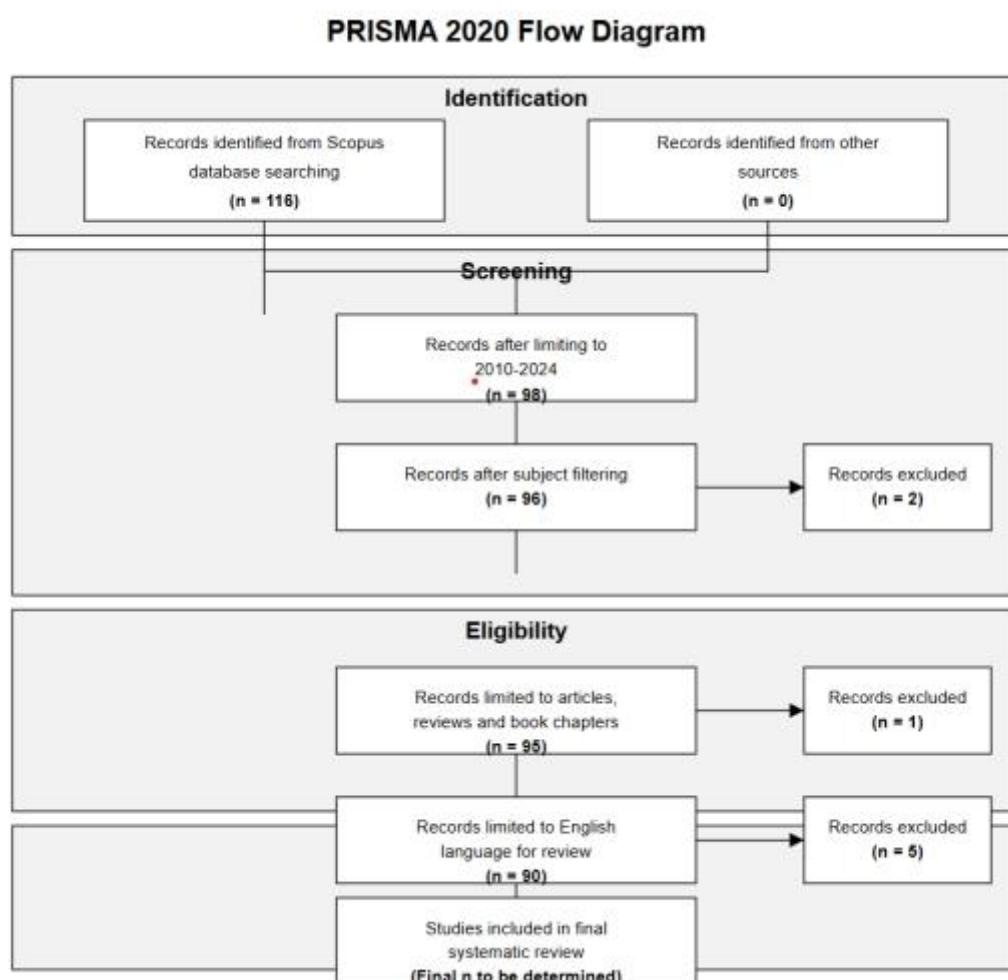 PRISMA 2020 Flow Diagram
Identification
Records identified from Scopus
database searching
(n = 116)
Records identified from other
sources
(n = 0)
Screening
Records after limiting to
2010-2024
(n = 98)
Records after subject filtering
(n = 96)
Records excluded
(n = 2)
Eligibility
Records limited to articles,
reviews and book chapters
(n = 95)
Records excluded
(n = 1)
Records limited to English
language for review
(n = 90)
Records excluded
(n = 5)
Studies included in final
systematic review
(Final n to be determined)